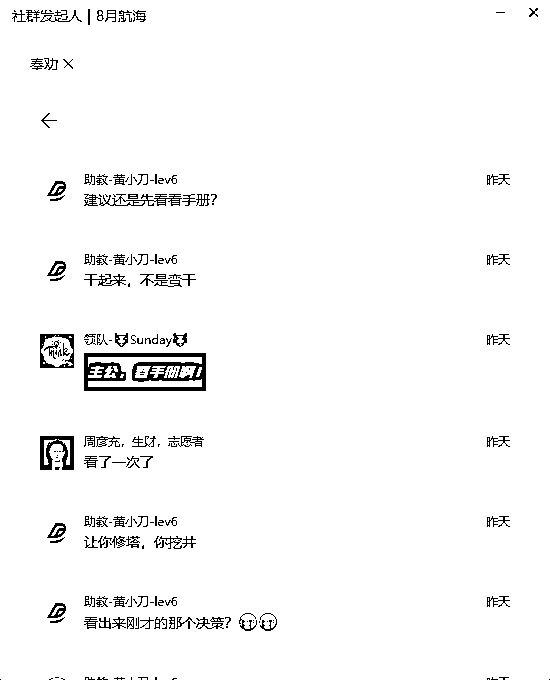 社群发起人 | 8月航海
奉劝
助教-黄小刀-lev6
昨天
建议还是先看看手册?
助教-黄小刀-lev6
昨天
干起来，不是蛮干
领队-🐱Sunday🐱
昨天
Think
主公，看手册啊！
周彦充，生财，志愿者
昨天
看了一次了
助教-黄小刀-lev6
昨天
让你修塔，你挖井
助教-黄小刀-lev6
昨天
看出来刚才的那个决策? 😭😭